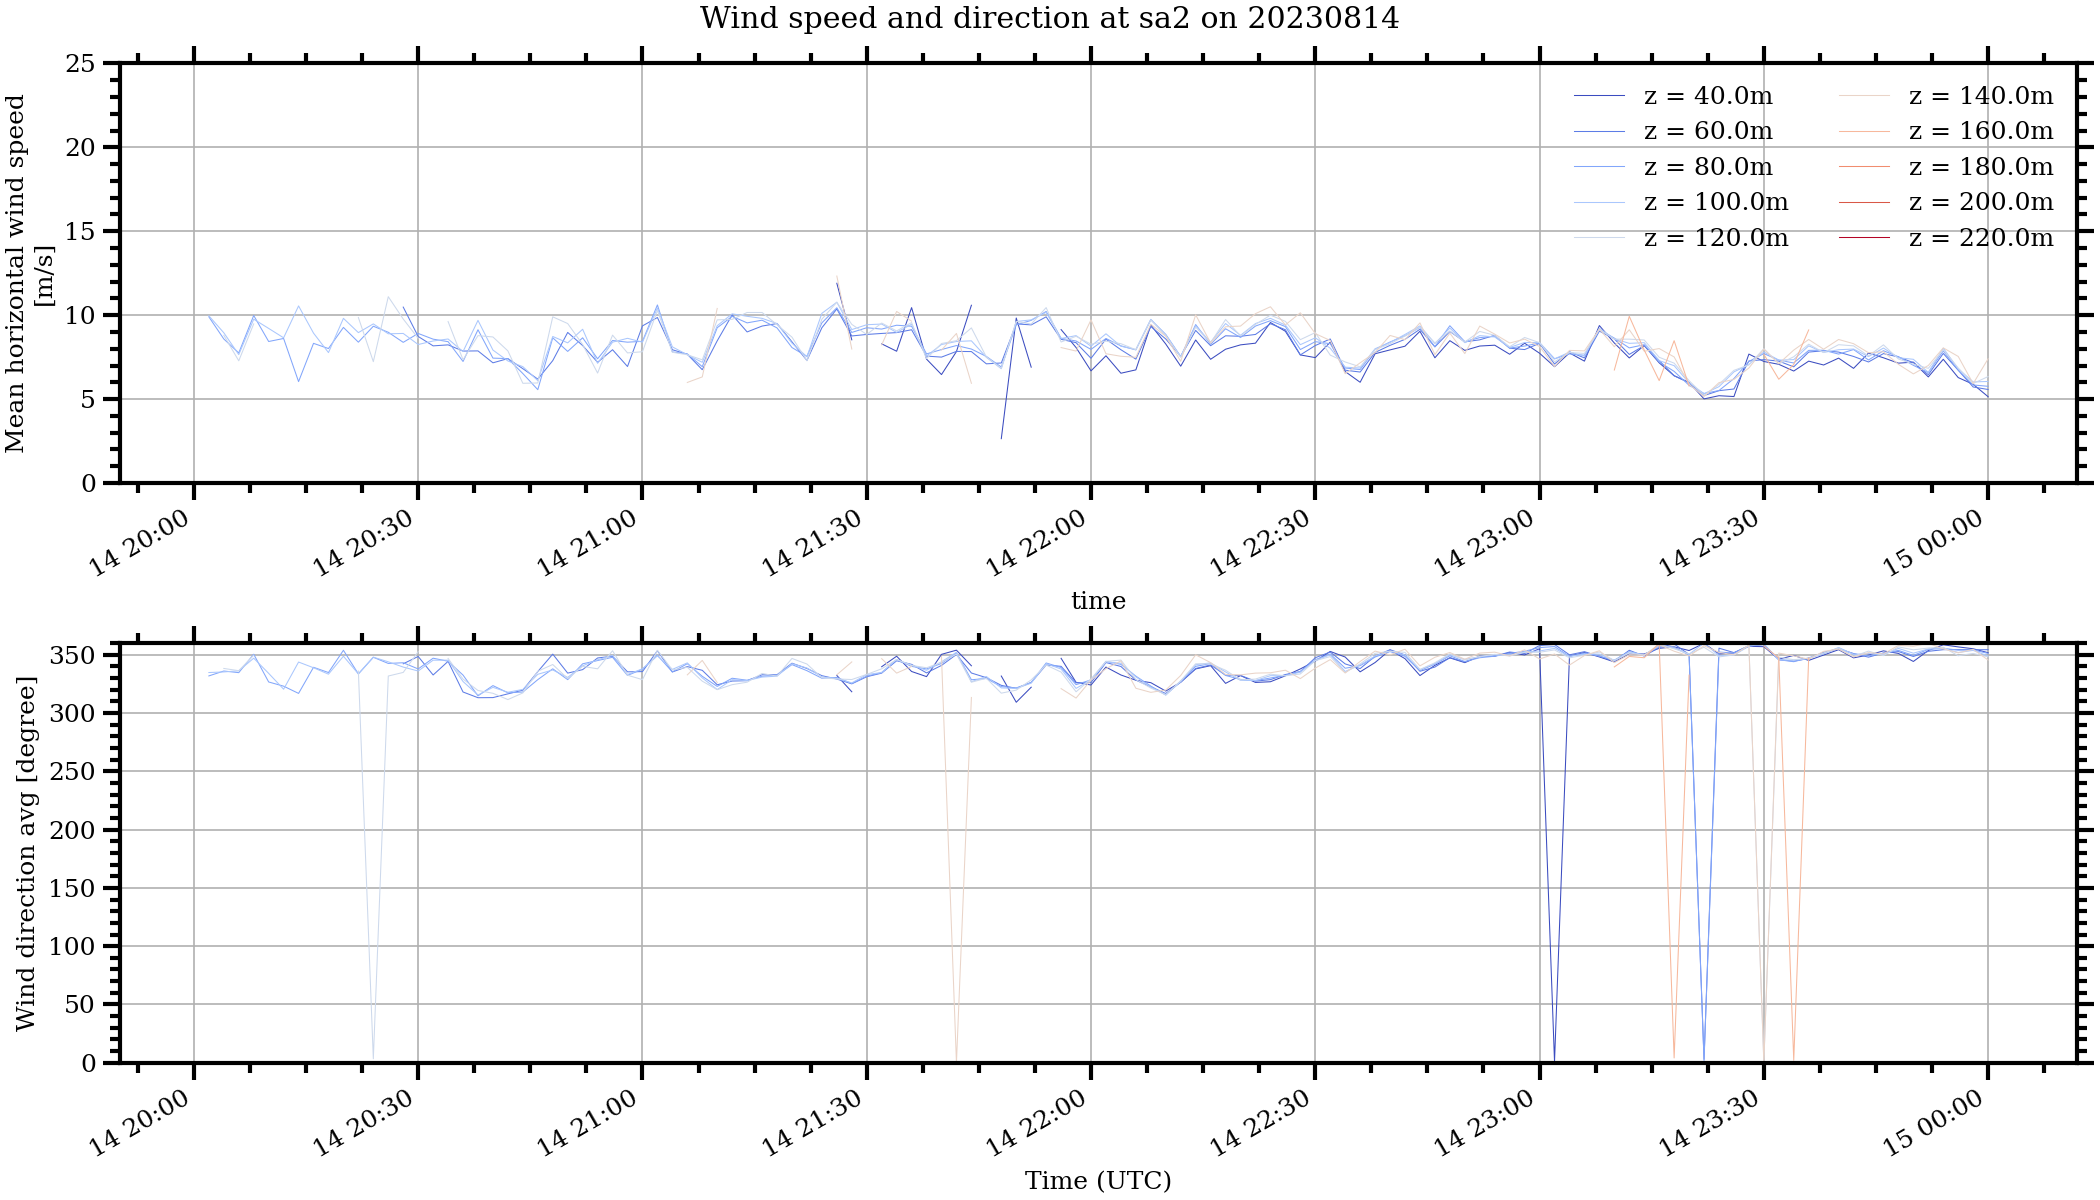 Wind speed and direction at sa2 on 20230814
Mean horizontal wind speed
[m/s]
25
20
15
10
5
0
z = 40.0m
z = 60.0m
z = 80.0m
z = 100.0m
z = 120.0m
z = 140.0m
z = 160.0m
z = 180.0m
z = 200.0m
z = 220.0m
14 20:00
14 20:30
14 21:00
14 21:30
14 22:00
14 22:30
14 23:00
14 23:30
15 00:00
time
Wind direction avg [degree]
350
300
250
200
150
100
50
0
14 20:00
14 20:30
14 21:00
14 21:30
14 22:00
14 22:30
14 23:00
14 23:30
15 00:00
Time (UTC)